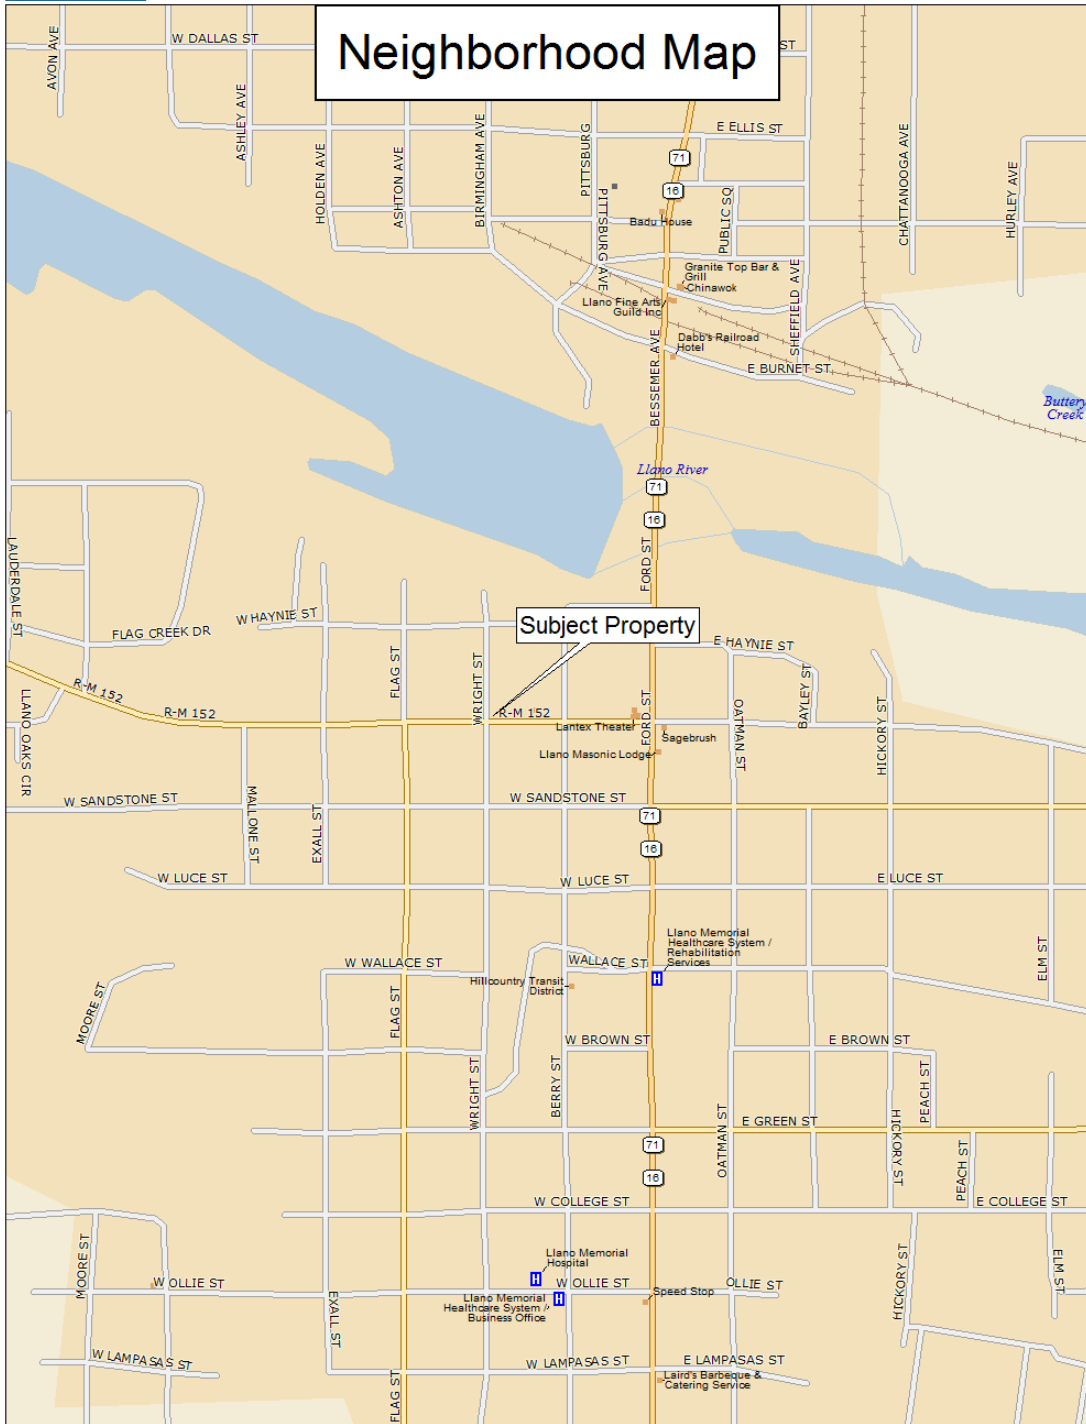 Neighborhood Map
W DALLAS ST
ST
AVON AVE
ASHLEY AVE
HOLDEN AVE
ASHTON AVE
BIRMINGHAM AVE
PITTSBURG
PITTSBURG AVE
E ELLIS ST
71
16
PUBLIC SQ
CHATTANOOGA AVE
HURLEY AVE
Badu House
Granite Top Bar &
Grill
Chinawok
Llano Fine Arts
Guild Inc
SHEFFIELD AVE
Dabb's Railroad
Hotel
BESSEMER AVE
E BURNET ST
Buttery
Creek
Llano River
71
16
FORD ST
LAUDERDALE ST
FLAG CREEK DR
W HAYNIE ST
Subject Property
E HAYNIE ST
R-M 152
R-M 152
R-M 152
LLANO OAKS CIR
FLAG ST
WRIGHT ST
FORD ST
Lantex Theater
Sagebrush
Llano Masonic Lodge
OATMAN ST
BAYLEY ST
HICKORY ST
W SANDSTONE ST
W SANDSTONE ST
MALLONE ST
EXALL ST
71
16
W LUCE ST
W LUCE ST
E LUCE ST
Llano Memorial
Healthcare System /
Rehabilitation
Services
H
W WALLACE ST
WALLACE ST
Hillcountry Transit
District
ELM ST
MOORE ST
FLAG ST
W BROWN ST
E BROWN ST
WRIGHT ST
BERRY ST
OATMAN ST
PEACH ST
E GREEN ST
HICKORY ST
PEACH ST
71
16
W COLLEGE ST
E COLLEGE ST
MOORE ST
Llano Memorial
Hospital
H
W OLLIE ST
W OLLIE ST
OLLIE ST
H
Llano Memorial
Healthcare System /
Business Office
Speed Stop
EXALL ST
HICKORY ST
ELM ST
W LAMPASAS ST
W LAMPASAS ST
E LAMPASAS ST
Laird's Barbeque &
Catering Service
FLAG ST